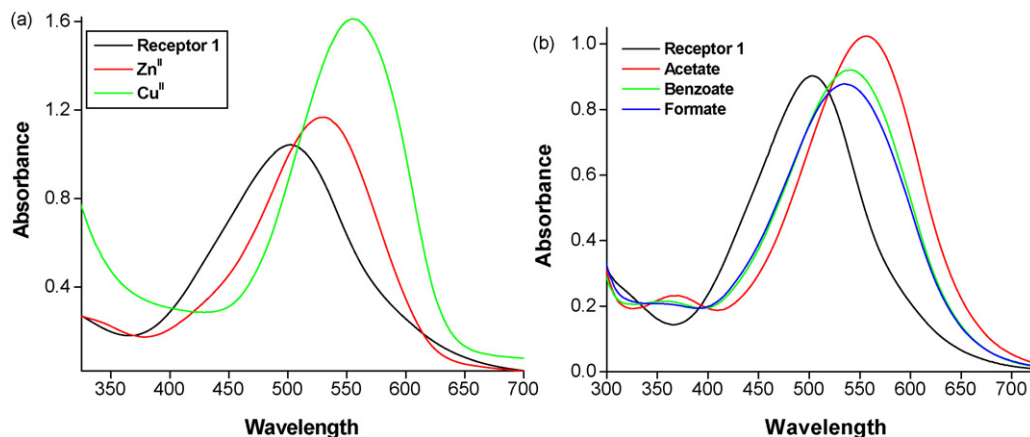 (a)
1.6
1.2
0.8
0.4
Absorbance
Receptor 1
Zn^II
Cu^II
350 400 450 500 550 600 650 700
Wavelength
(b)
1.0
0.8
0.6
0.4
0.2
0.0
Absorbance
Receptor 1
Acetate
Benzoate
Formate
300 350 400 450 500 550 600 650 700
Wavelength